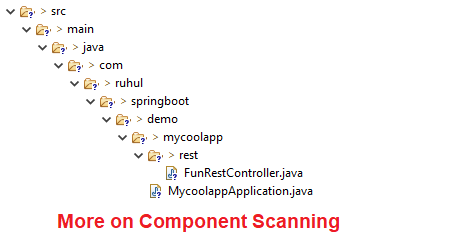 > src
> main
> java
> com
> ruhul
> springboot
> demo
> mycoolapp
> rest
FunRestController.java
MycoolappApplication.java
More on Component Scanning